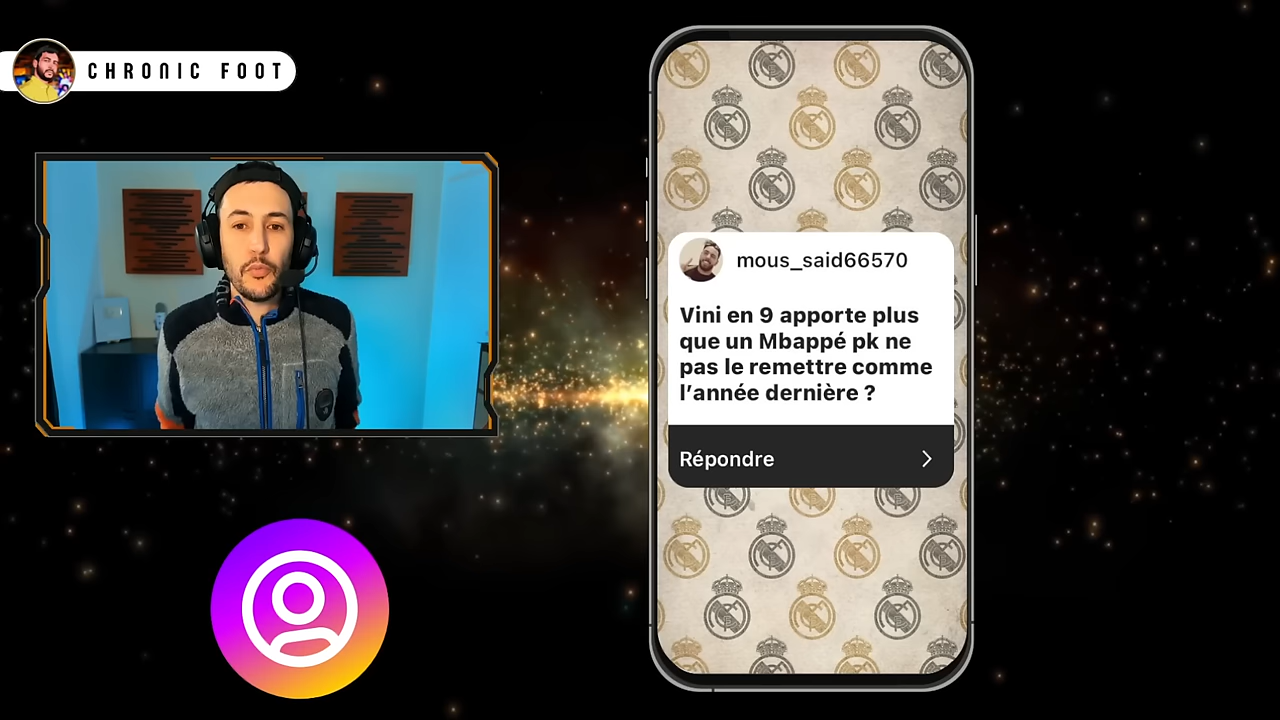 CHRONIC FOOT
mous_said66570
Vini en 9 apporte plus
que un Mbappé pk ne
pas le remettre comme
l’année dernière ?
Répondre